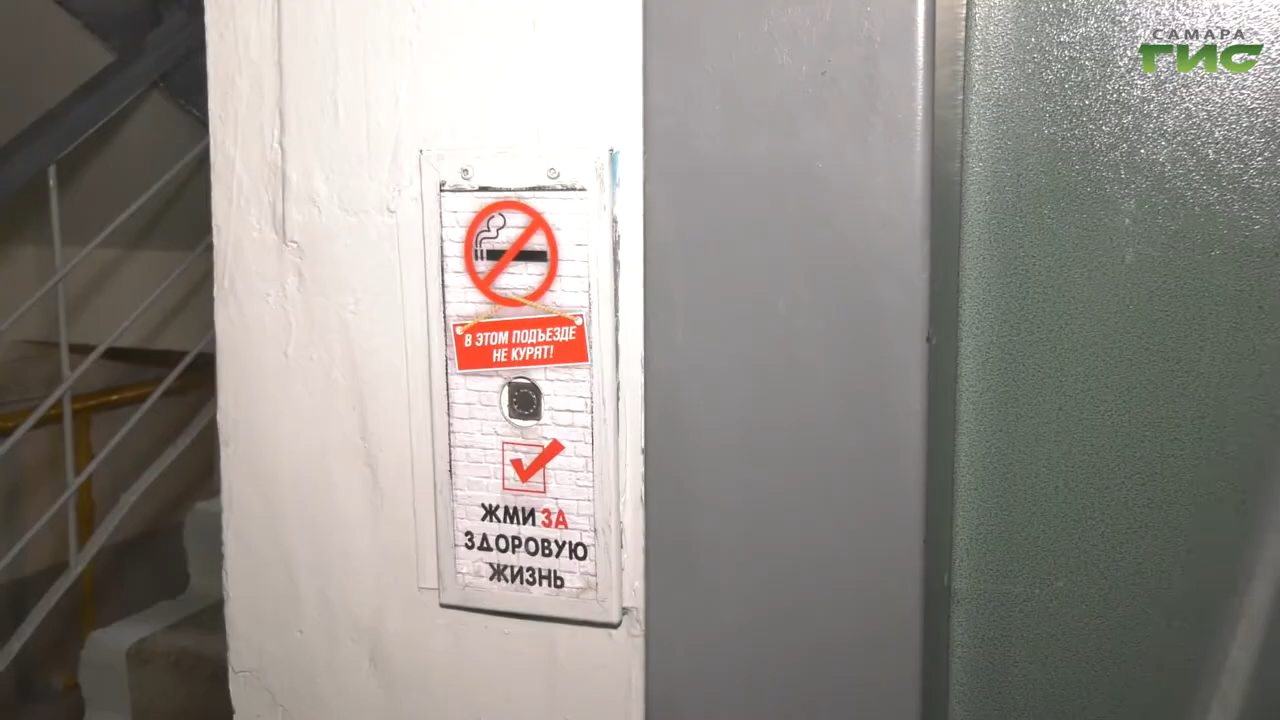 САМАРА
ГИС
В ЭТОМ ПОДЪЕЗДЕ
НЕ КУРЯТ!
ЖМИ ЗА
ЗДОРОВУЮ
ЖИЗНЬ